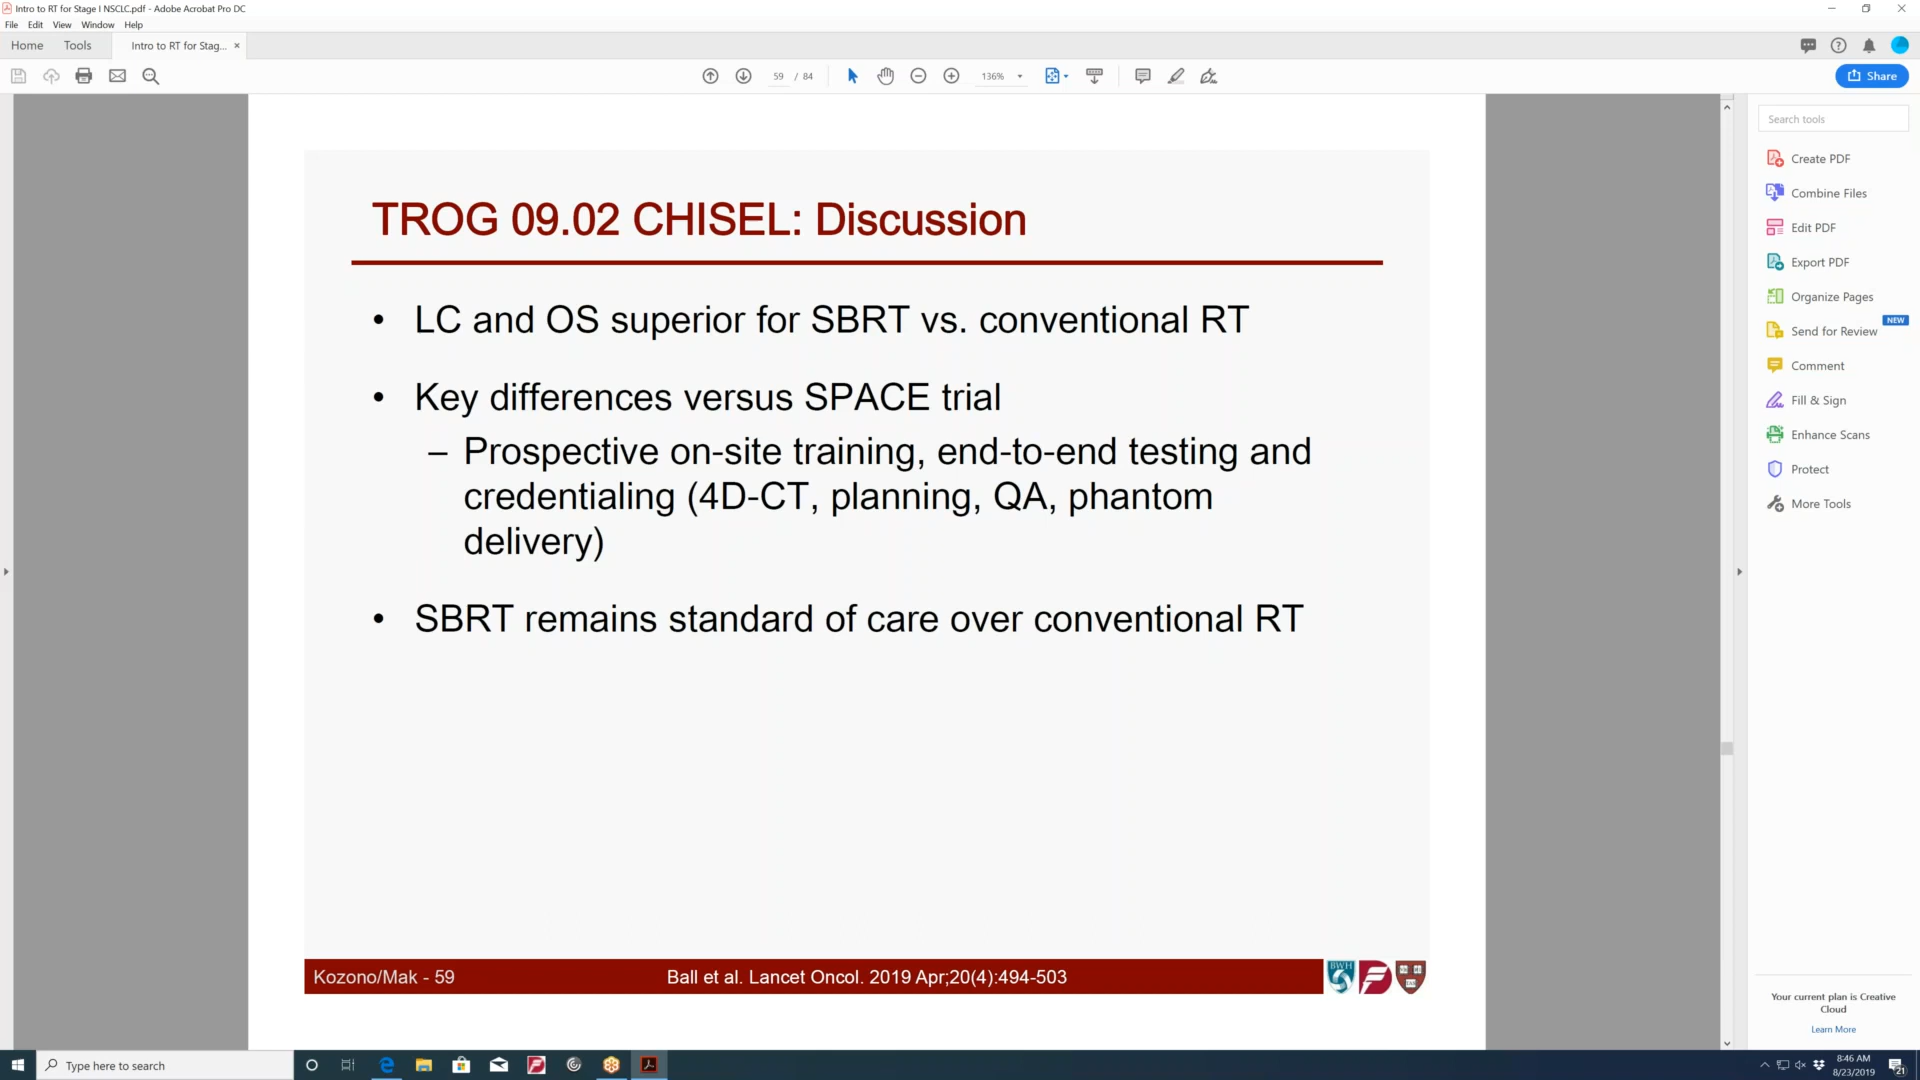 Intro to RT for Stage I NSCLC.pdf - Adobe Acrobat Pro DC
File Edit View Window Help
Home Tools Intro to RT for Stag... ×
59 / 84 136%
Share
Search tools
Create PDF
Combine Files
Edit PDF
Export PDF
Organize Pages
NEW
Send for Review
Comment
Fill & Sign
Enhance Scans
Protect
More Tools
TROG 09.02 CHISEL: Discussion
• LC and OS superior for SBRT vs. conventional RT
• Key differences versus SPACE trial
– Prospective on-site training, end-to-end testing and
credentialing (4D-CT, planning, QA, phantom
delivery)
• SBRT remains standard of care over conventional RT
Kozono/Mak - 59 Ball et al. Lancet Oncol. 2019 Apr;20(4):494-503
BWH
Your current plan is Creative
Cloud
Learn More
Type here to search
8:46 AM
8/23/2019
21